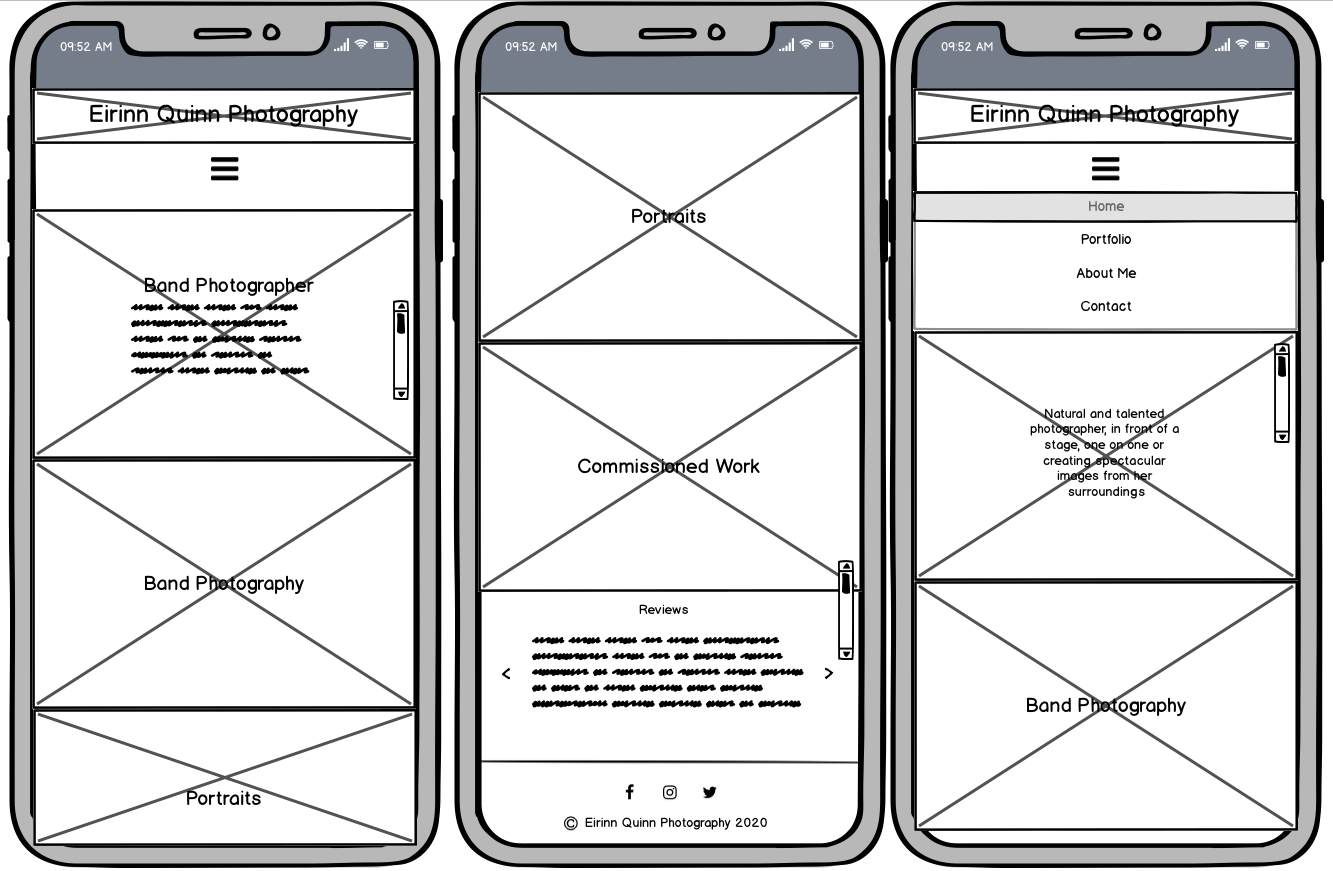 09:52 AM
Eirinn Quinn Photography
Band Photographer
Band Photography
Portraits
09:52 AM
Portraits
Commissioned Work
Reviews
<
>
© Eirinn Quinn Photography 2020
09:52 AM
Eirinn Quinn Photography
Home
Portfolio
About Me
Contact
Natural and talented
photographer, in front of a
stage, one on one or
creating spectacular
images from her
surroundings
Band Photography